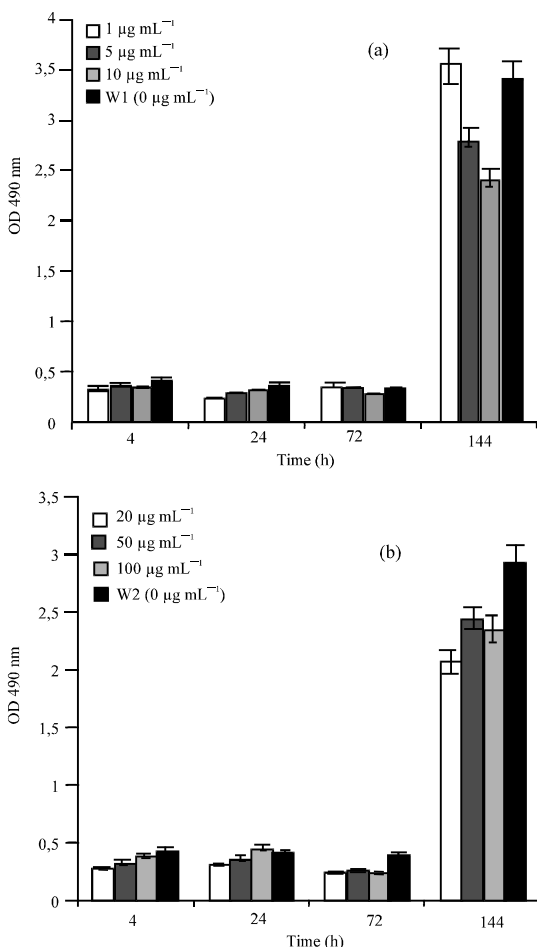 4
1 µg mL⁻¹
(a)
5 µg mL⁻¹
3,5
10 µg mL⁻¹
W1 (0 µg mL⁻¹)
3
2,5
OD 490 nm
2
1,5
1
0,5
0
4 24 72 144
Time (h)
3,5
20 µg mL⁻¹
50 µg mL⁻¹
3
(b)
100 µg mL⁻¹
W2 (0 µg mL⁻¹)
2,5
2
OD 490 nm
1,5
1
0,5
0
4 24 72 144
Time (h)